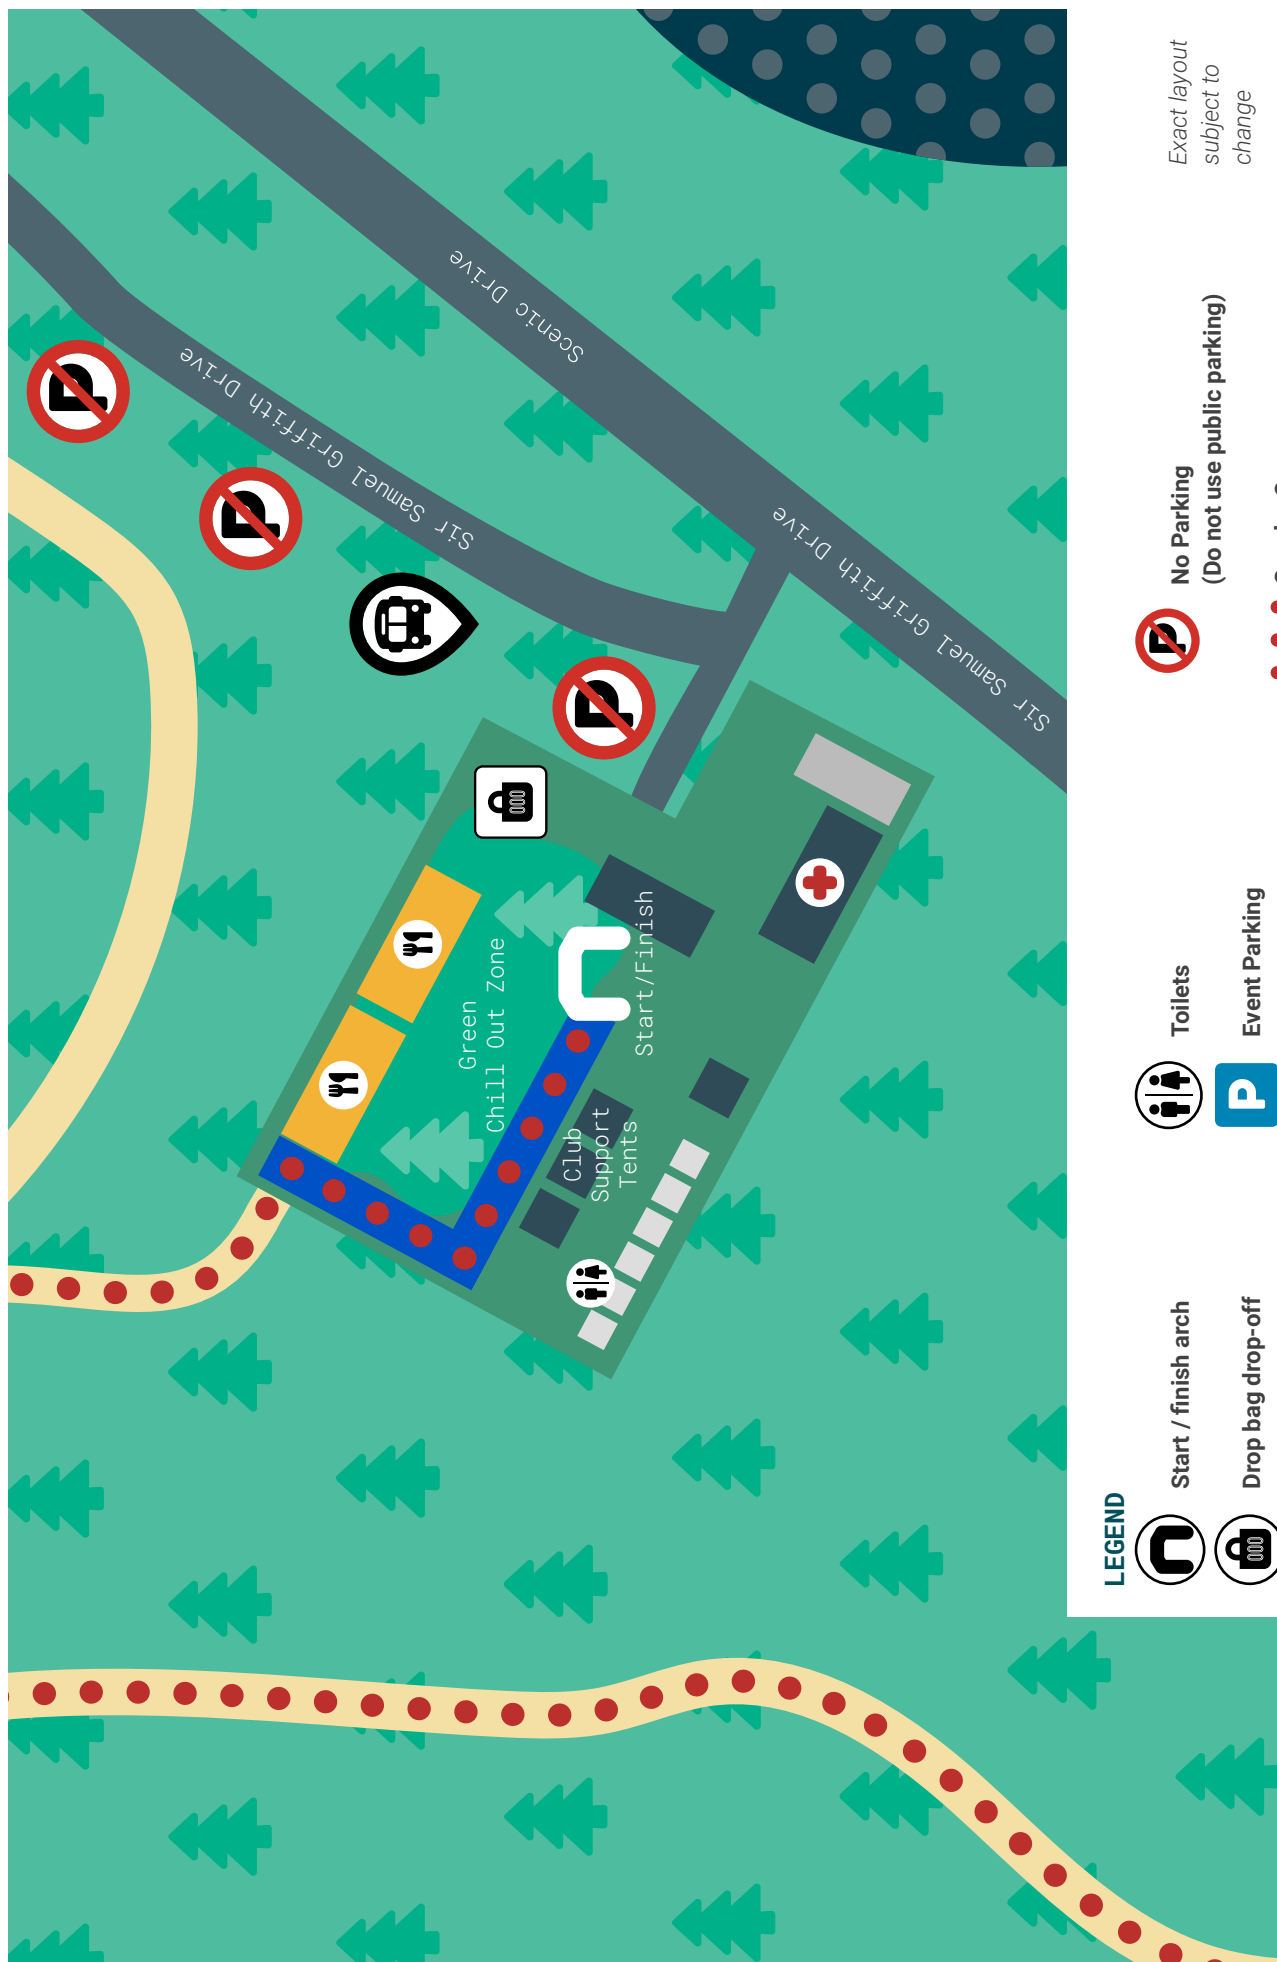 Scenic Drive
Sir Samuel Griffith Drive
Sir Samuel Griffith Drive
Green
Chill Out Zone
Start/Finish
Club
Support
Tents
LEGEND
Start / finish arch
Drop bag drop-off
Toilets
P
Event Parking
No Parking
(Do not use public parking)
Exact layout
subject to
change